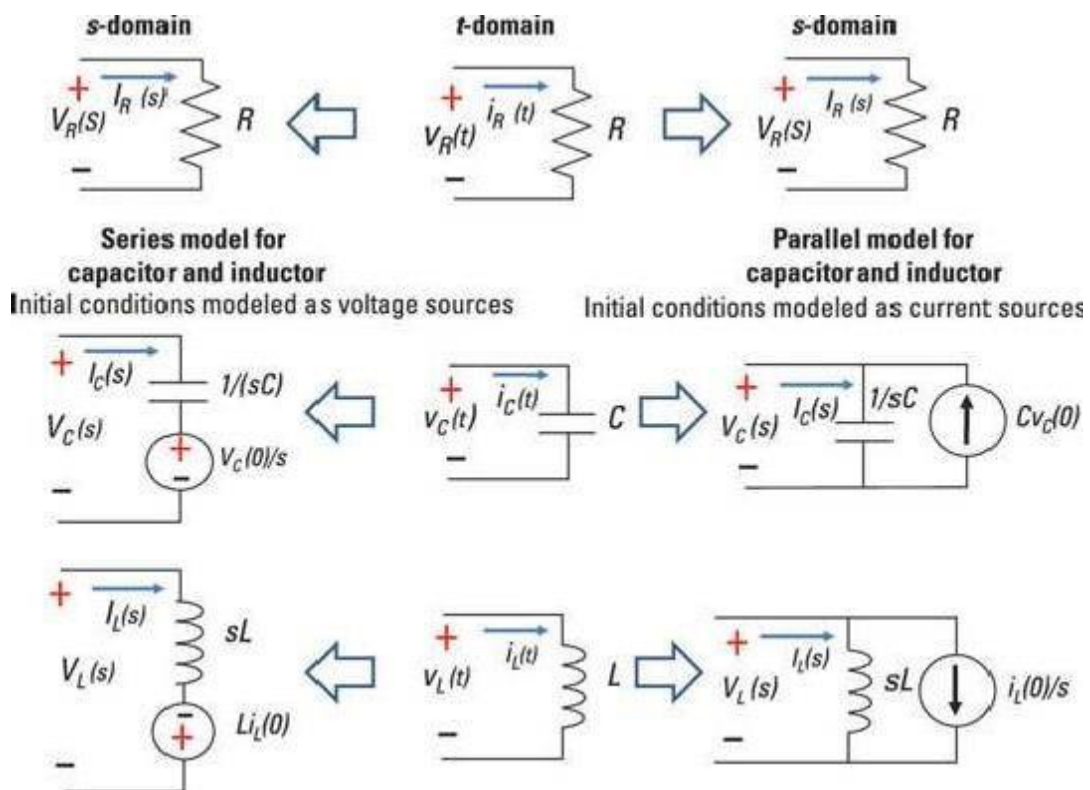 s-domain
t-domain
s-domain
+
I_R (s)
V_R(S)
R
−
+
i_R (t)
v_R(t)
R
−
+
I_R (s)
V_R(S)
R
−
Series model for
capacitor and inductor
Initial conditions modeled as voltage sources
Parallel model for
capacitor and inductor
Initial conditions modeled as current sources
+
I_C(s)
1/(sC)
V_C(s)
+
−
V_C(0)/s
−
+
i_C(t)
v_C(t)
C
−
+
I_C(s)
1/sC
V_C(s)
Cv_C(0)
−
+
I_L(s)
sL
V_L(s)
−
+
Li_L(0)
−
+
i_L(t)
v_L(t)
L
−
+
I_L(s)
V_L(s)
sL
i_L(0)/s
−